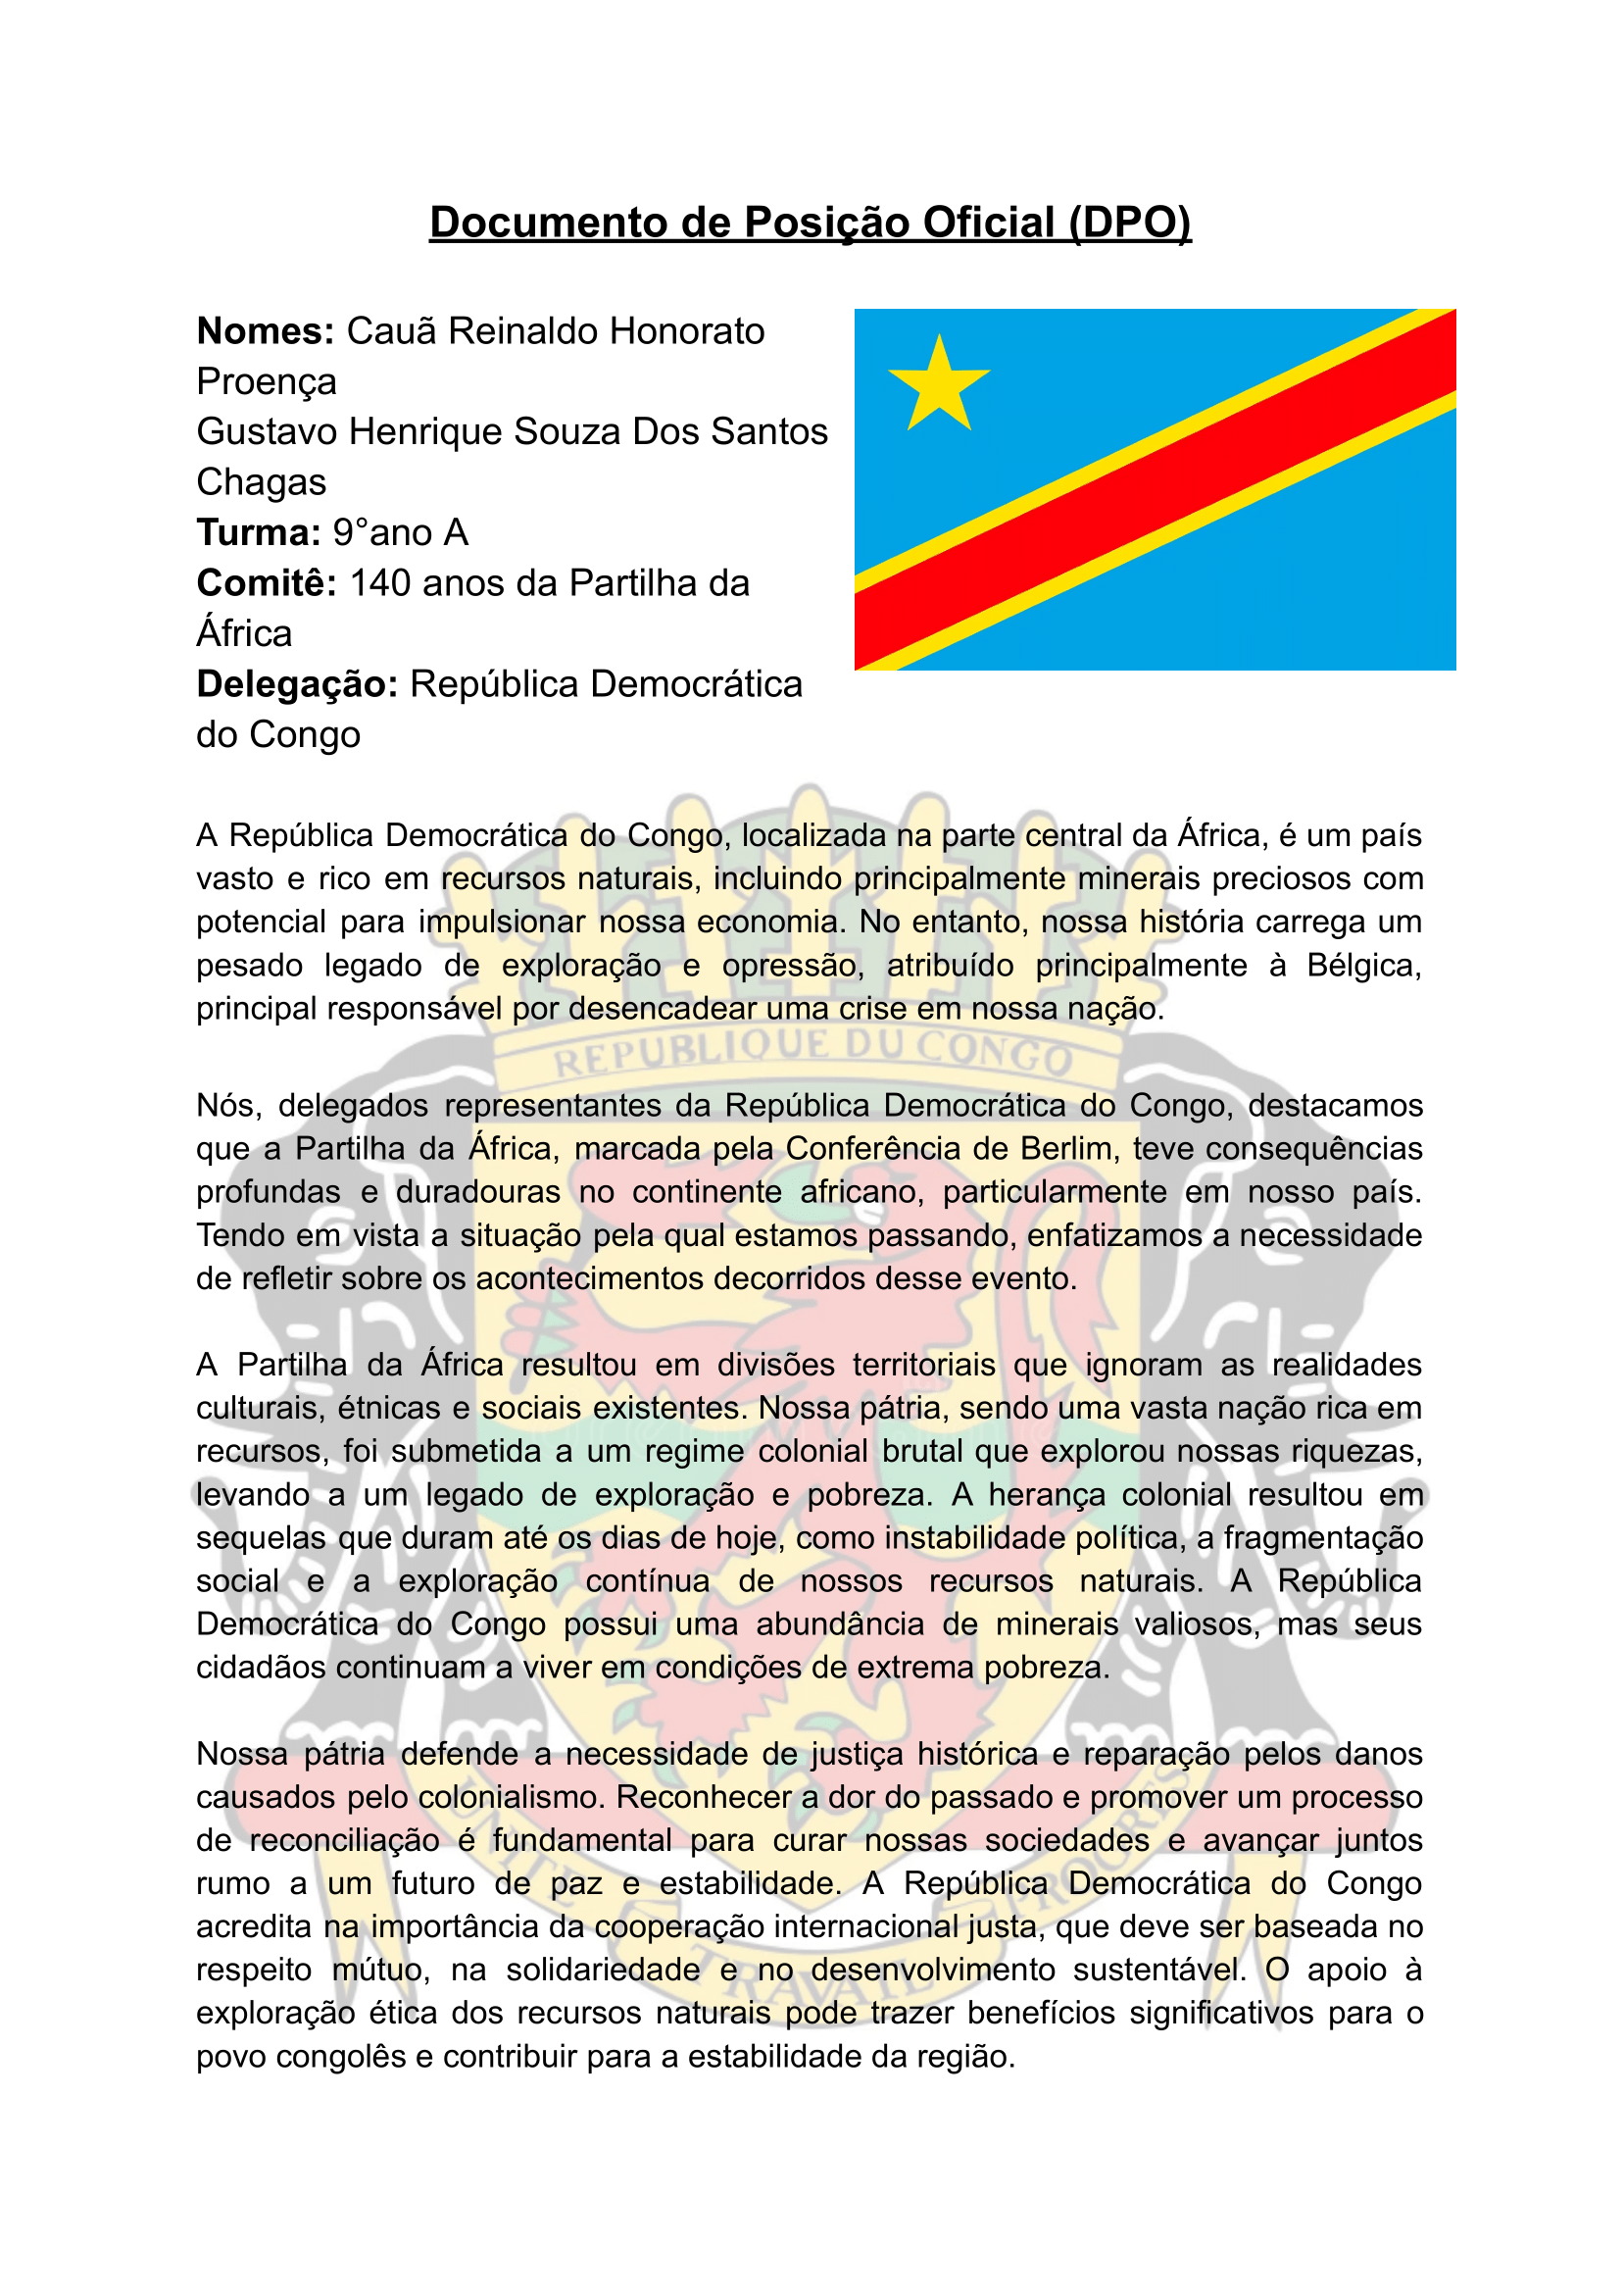 Documento de Posição Oficial (DPO)
Nomes: Cauã Reinaldo Honorato
Proença
Gustavo Henrique Souza Dos Santos
Chagas
Turma: 9°ano A
Comitê: 140 anos da Partilha da
África
Delegação: República Democrática
do Congo
A República Democrática do Congo, localizada na parte central da África, é um país
vasto e rico em recursos naturais, incluindo principalmente minerais preciosos com
potencial para impulsionar nossa economia. No entanto, nossa história carrega um
pesado legado de exploração e opressão, atribuído principalmente à Bélgica,
principal responsável por desencadear uma crise em nossa nação.
REPUBLIQUE DU CONGO
Nós, delegados representantes da República Democrática do Congo, destacamos
que a Partilha da África, marcada pela Conferência de Berlim, teve consequências
profundas e duradouras no continente africano, particularmente em nosso país.
Tendo em vista a situação pela qual estamos passando, enfatizamos a necessidade
de refletir sobre os acontecimentos decorridos desse evento.
A Partilha da África resultou em divisões territoriais que ignoram as realidades
culturais, étnicas e sociais existentes. Nossa pátria, sendo uma vasta nação rica em
recursos, foi submetida a um regime colonial brutal que explorou nossas riquezas,
levando a um legado de exploração e pobreza. A herança colonial resultou em
sequelas que duram até os dias de hoje, como instabilidade política, a fragmentação
social e a exploração contínua de nossos recursos naturais. A República
Democrática do Congo possui uma abundância de minerais valiosos, mas seus
cidadãos continuam a viver em condições de extrema pobreza.
Nossa pátria defende a necessidade de justiça histórica e reparação pelos danos
causados pelo colonialismo. Reconhecer a dor do passado e promover um processo
de reconciliação é fundamental para curar nossas sociedades e avançar juntos
rumo a um futuro de paz e estabilidade. A República Democrática do Congo
acredita na importância da cooperação internacional justa, que deve ser baseada no
respeito mútuo, na solidariedade e no desenvolvimento sustentável. O apoio à
exploração ética dos recursos naturais pode trazer benefícios significativos para o
povo congolês e contribuir para a estabilidade da região.
UNITE TRAVAIL PROGRES